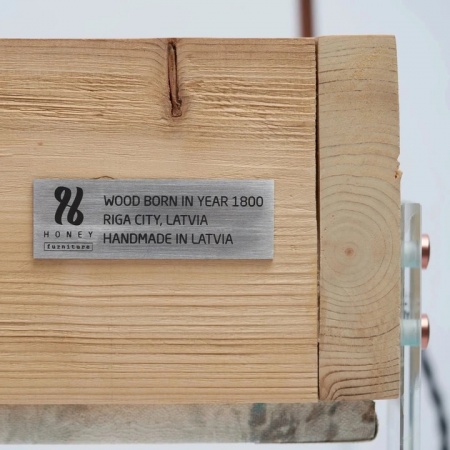 HONEY
furniture
WOOD BORN IN YEAR 1800
RIGA CITY, LATVIA
HANDMADE IN LATVIA